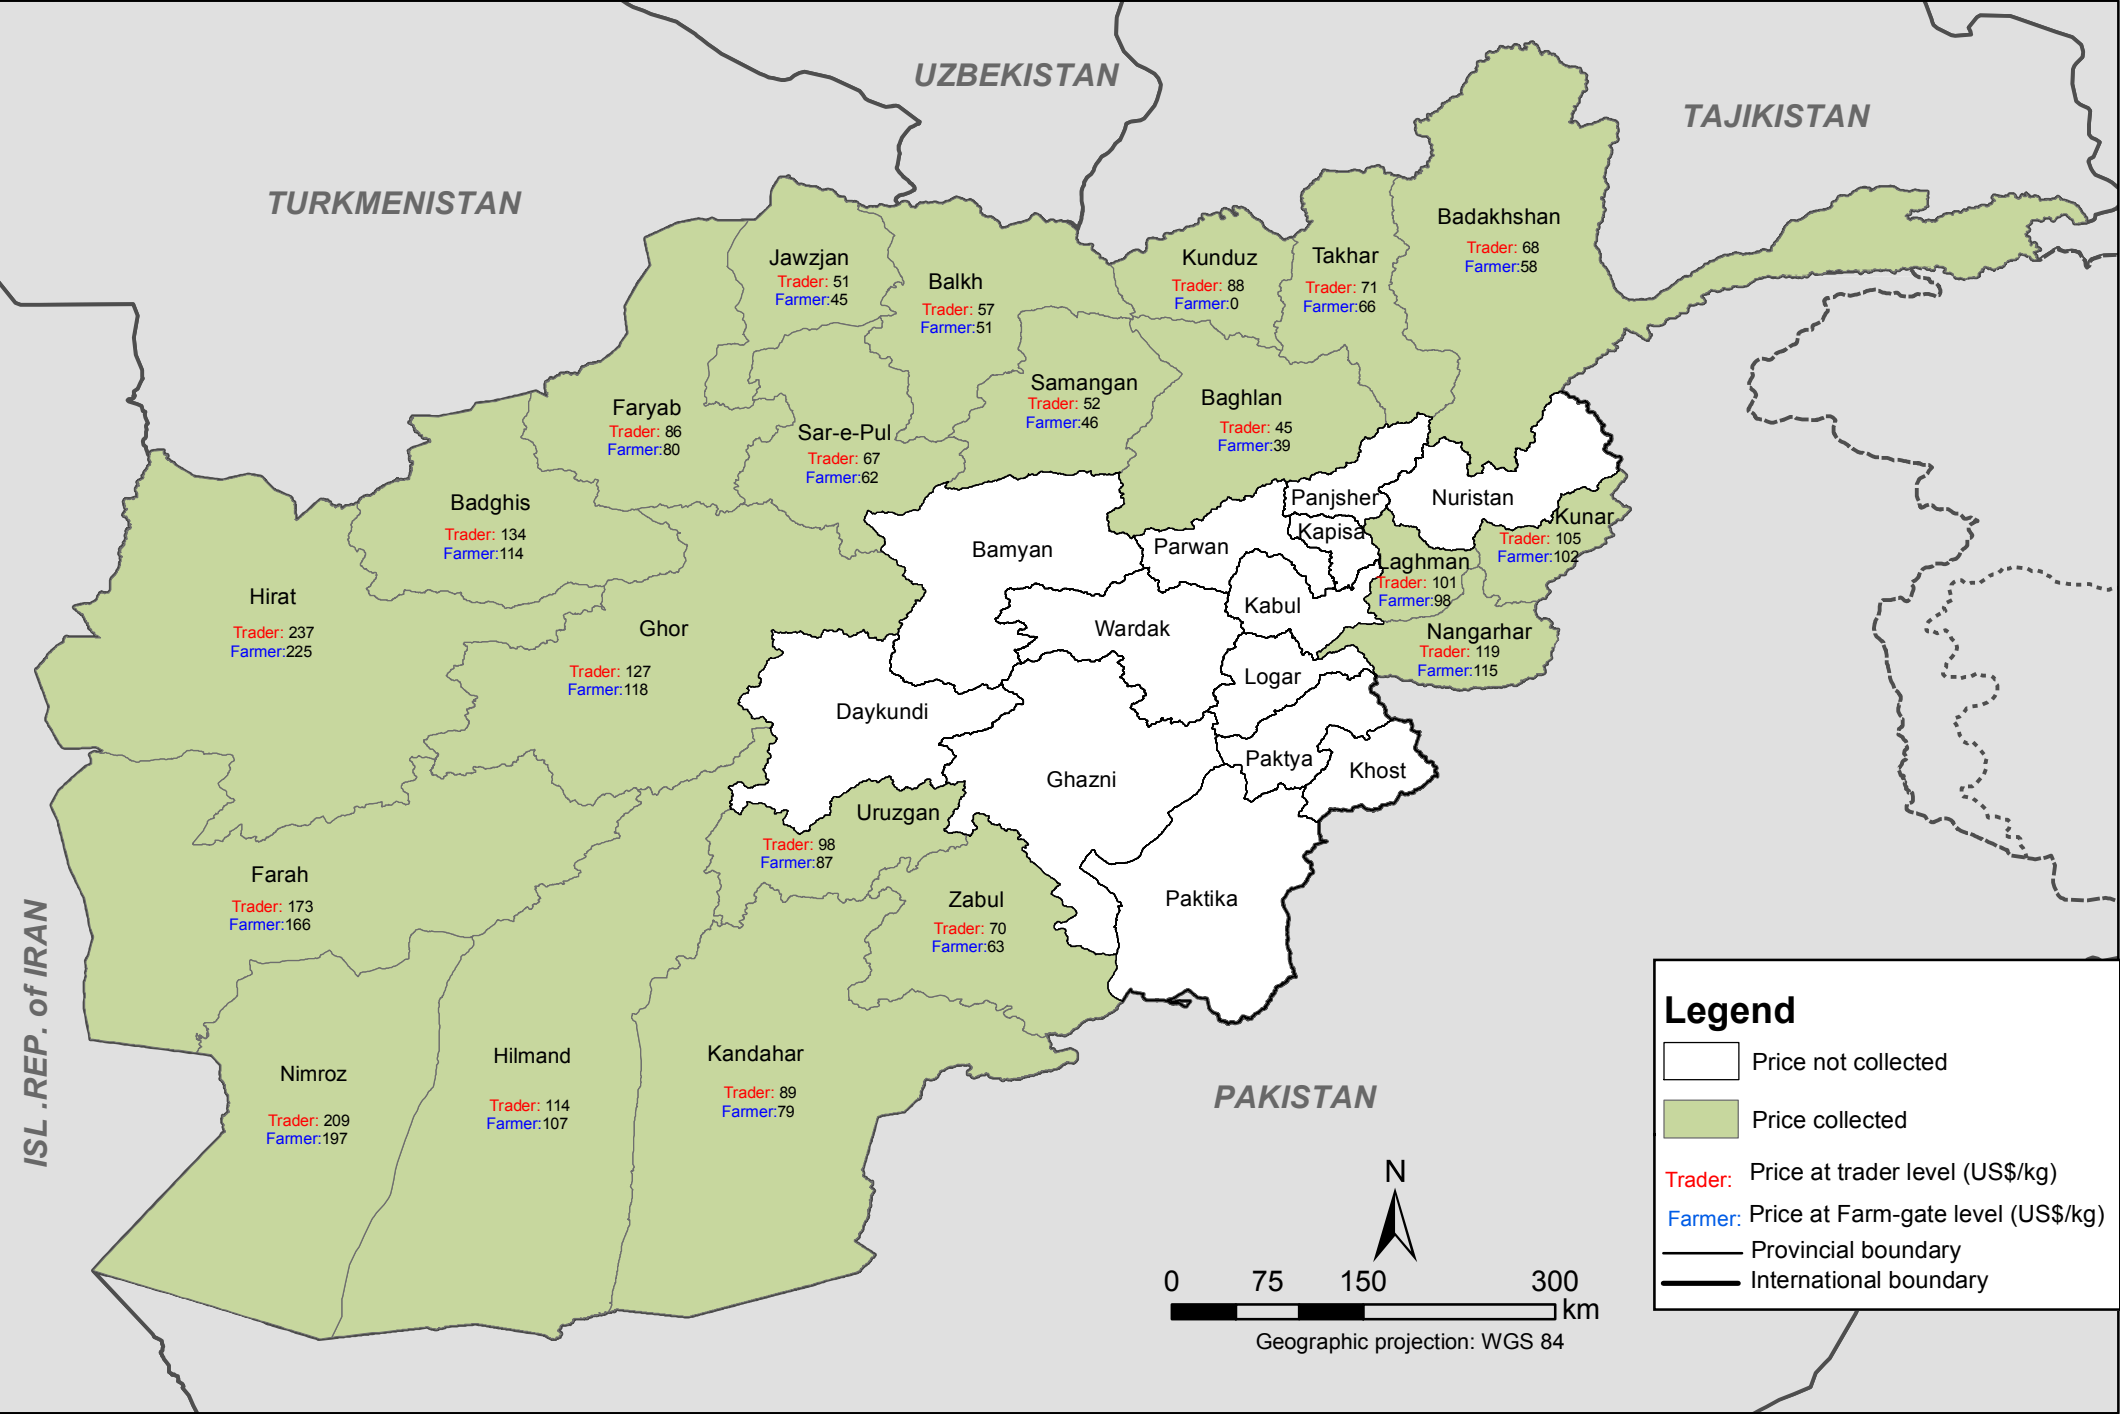 UZBEKISTAN
TAJIKISTAN
TURKMENISTAN
Badakhshan
Trader: 68
Farmer:58
Jawzjan
Trader: 51
Farmer:45
Balkh
Trader: 57
Farmer:51
Kunduz
Trader: 88
Farmer:0
Takhar
Trader: 71
Farmer:66
Faryab
Trader: 86
Farmer:80
Sar-e-Pul
Trader: 67
Farmer:62
Samangan
Trader: 52
Farmer:46
Baghlan
Trader: 45
Farmer:39
Badghis
Trader: 134
Farmer:114
Panjsher
Nuristan
Kunar
Trader: 105
Farmer:102
Kapisa
Bamyan
Parwan
Laghman
Trader: 101
Farmer:98
Hirat
Trader: 237
Farmer:225
Ghor
Trader: 127
Farmer:118
Wardak
Kabul
Nangarhar
Trader: 119
Farmer:115
Logar
Daykundi
Ghazni
Paktya
Khost
Uruzgan
Trader: 98
Farmer:87
Farah
Trader: 173
Farmer:166
Zabul
Trader: 70
Farmer:63
Paktika
ISL .REP. of IRAN
Nimroz
Trader: 209
Farmer:197
Hilmand
Trader: 114
Farmer:107
Kandahar
Trader: 89
Farmer:79
PAKISTAN
N
0 75 150 300
km
Geographic projection: WGS 84
Legend
Price not collected
Price collected
Trader: Price at trader level (US$/kg)
Farmer: Price at Farm-gate level (US$/kg)
Provincial boundary
International boundary